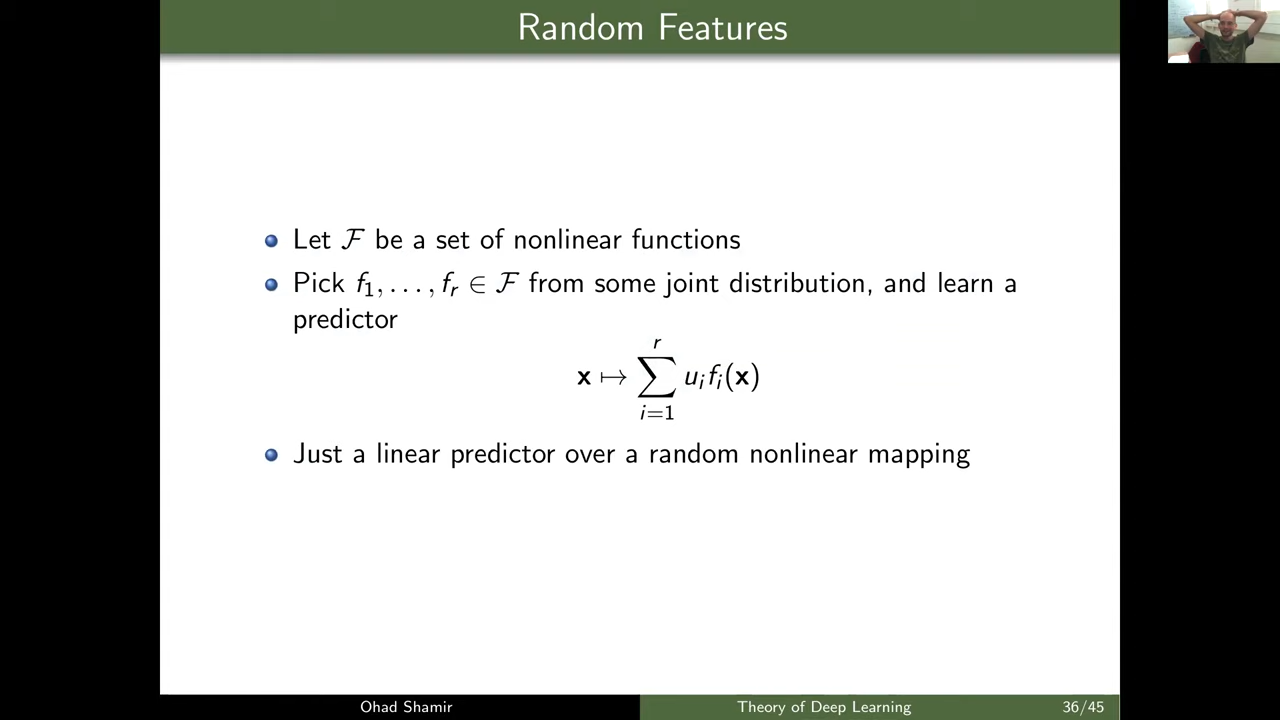 Random Features
Let ℱ be a set of nonlinear functions
Pick f₁, . . . , fᵣ ∈ ℱ from some joint distribution, and learn a
predictor
x ↦ ∑ᵢ₌₁ʳ uᵢfᵢ(x)
Just a linear predictor over a random nonlinear mapping
Ohad Shamir
Theory of Deep Learning
36/45